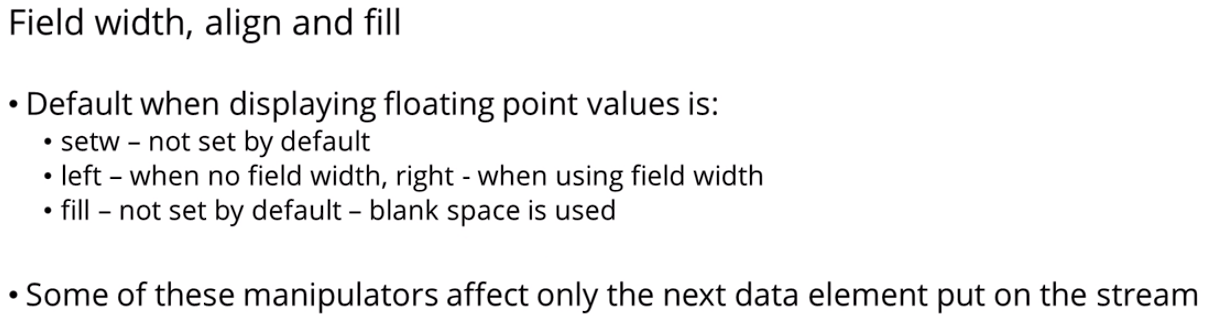 Field width, align and fill
• Default when displaying floating point values is:
• setw – not set by default
• left – when no field width, right - when using field width
• fill – not set by default – blank space is used
• Some of these manipulators affect only the next data element put on the stream